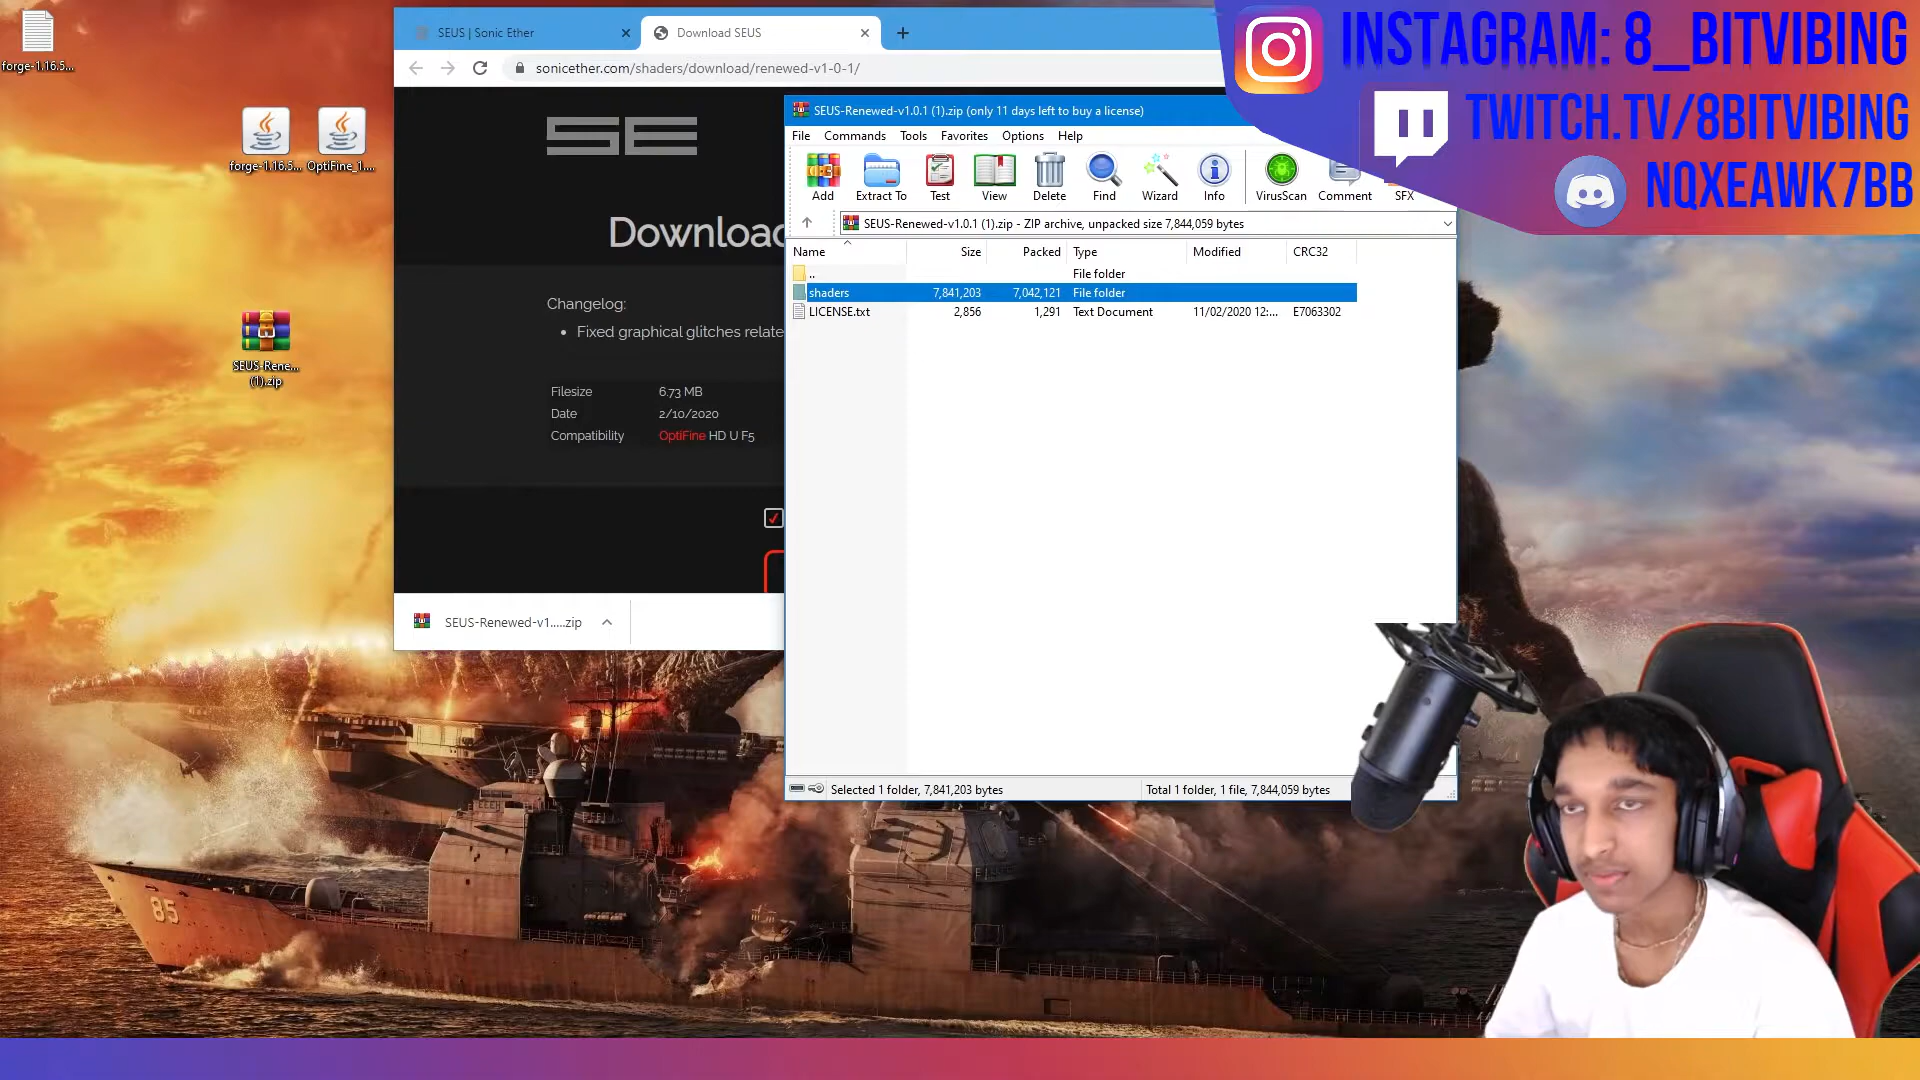 forge-1.16.5...
forge-1.16.5...
OptiFine_1....
SEUS-Rene...
(1).zip
SEUS | Sonic Ether
Download SEUS
sonicether.com/shaders/download/renewed-v1-0-1/
SE
Download
Changelog:
Fixed graphical glitches relate
Filesize 6.73 MB
Date 2/10/2020
Compatibility OptiFine HD U F5
SEUS-Renewed-v1.....zip
SEUS-Renewed-v1.0.1 (1).zip (only 11 days left to buy a license)
File Commands Tools Favorites Options Help
Add Extract To Test View Delete Find Wizard Info VirusScan Comment SFX
SEUS-Renewed-v1.0.1 (1).zip - ZIP archive, unpacked size 7,844,059 bytes
Name Size Packed Type Modified CRC32
.. File folder
shaders 7,841,203 7,042,121 File folder
LICENSE.txt 2,856 1,291 Text Document 11/02/2020 12:... E7063302
Selected 1 folder, 7,841,203 bytes
Total 1 folder, 1 file, 7,844,059 bytes
INSTAGRAM: 8_BITVIBING
TWITCH.TV/8BITVIBING
NQXEAWK7BB
85